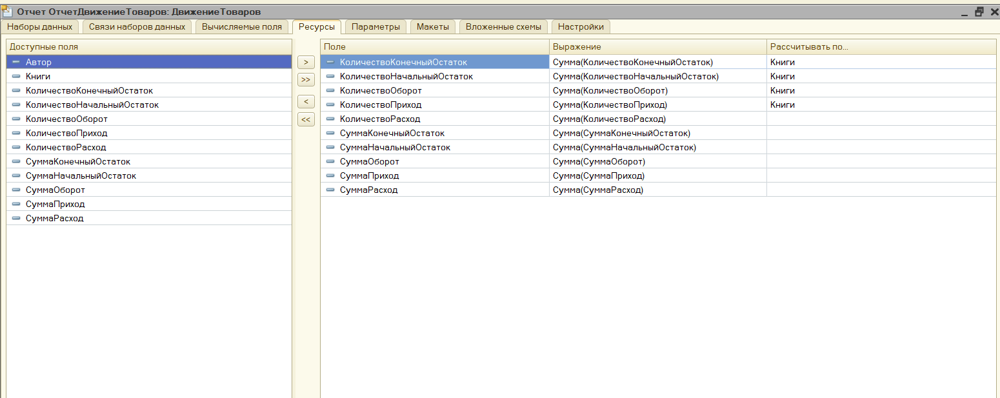 Отчет ОтчетДвижениеТоваров: ДвижениеТоваров
Наборы данных Связи наборов данных Вычисляемые поля Ресурсы Параметры Макеты Вложенные схемы Настройки
Доступные поля
Автор
Книги
КоличествоКонечныйОстаток
КоличествоНачальныйОстаток
КоличествоОборот
КоличествоПриход
КоличествоРасход
СуммаКонечныйОстаток
СуммаНачальныйОстаток
СуммаОборот
СуммаПриход
СуммаРасход
>
>>
<
<<
Поле Выражение Рассчитывать по...
КоличествоКонечныйОстаток Сумма(КоличествоКонечныйОстаток) Книги
КоличествоНачальныйОстаток Сумма(КоличествоНачальныйОстаток) Книги
КоличествоОборот Сумма(КоличествоОборот) Книги
КоличествоПриход Сумма(КоличествоПриход) Книги
КоличествоРасход Сумма(КоличествоРасход)
СуммаКонечныйОстаток Сумма(СуммаКонечныйОстаток)
СуммаНачальныйОстаток Сумма(СуммаНачальныйОстаток)
СуммаОборот Сумма(СуммаОборот)
СуммаПриход Сумма(СуммаПриход)
СуммаРасход Сумма(СуммаРасход)